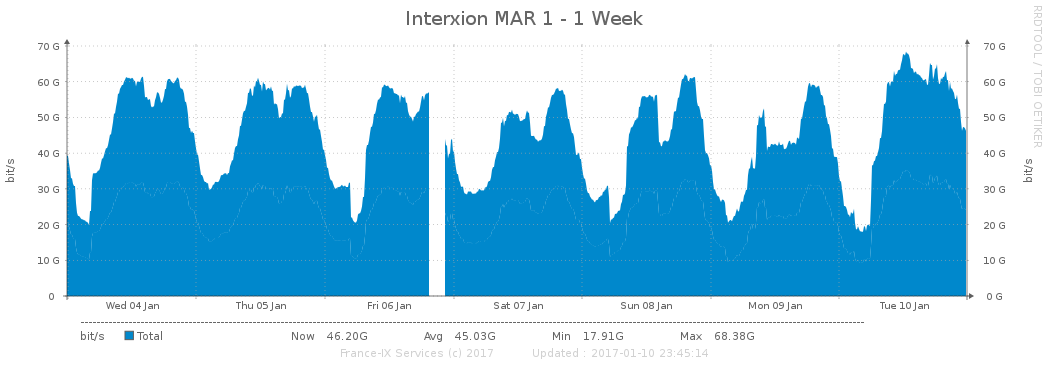 Interxion MAR 1 - 1 Week
RRDTOOL / TOBI OETIKER
bit/s
70 G 70 G
60 G 60 G
50 G 50 G
40 G 40 G
30 G 30 G
20 G 20 G
10 G 10 G
0 0 G
bit/s
Wed 04 Jan Thu 05 Jan Fri 06 Jan Sat 07 Jan Sun 08 Jan Mon 09 Jan Tue 10 Jan
bit/s Total Now 46.20G Avg 45.03G Min 17.91G Max 68.38G
France-IX Services (c) 2017 Updated : 2017-01-10 23:45:14